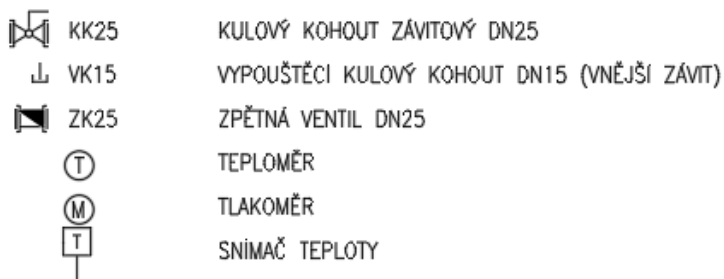 KK25 KULOVÝ KOHOUT ZÁVITOVÝ DN25
VK15 VYPOUŠTĚCÍ KULOVÝ KOHOUT DN15 (VNĚJŠÍ ZÁVIT)
ZK25 ZPĚTNÁ VENTIL DN25
T TEPLOMĚR
M TLAKOMĚR
T SNÍMAČ TEPLOTY